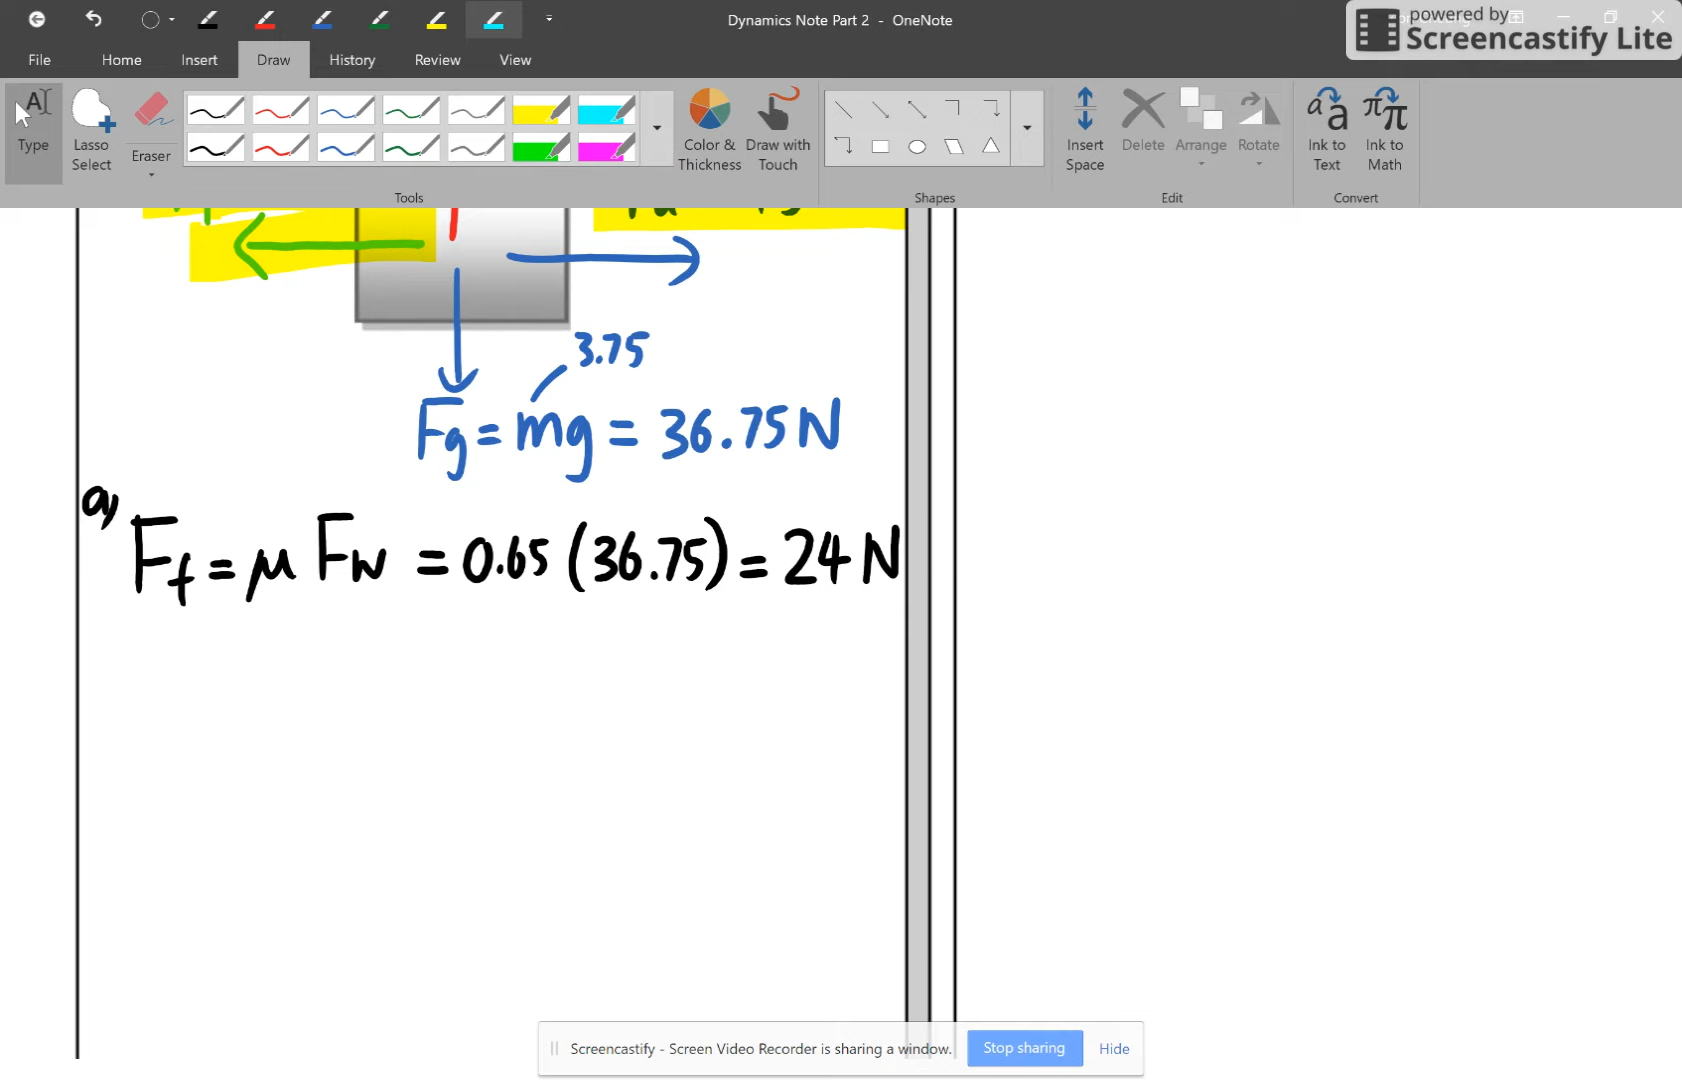 Dynamics Note Part 2 - OneNote
powered by
Screencastify Lite
File Home Insert Draw History Review View
Type
Lasso Select
Eraser
Color & Thickness
Draw with Touch
Insert Space
Delete
Arrange
Rotate
Ink to Text
Ink to Math
Tools
Shapes
Edit
Convert
3.75
Fg = mg = 36.75 N
a)
Ff = μ FN = 0.65 (36.75) = 24 N
Screencastify - Screen Video Recorder is sharing a window.
Stop sharing
Hide